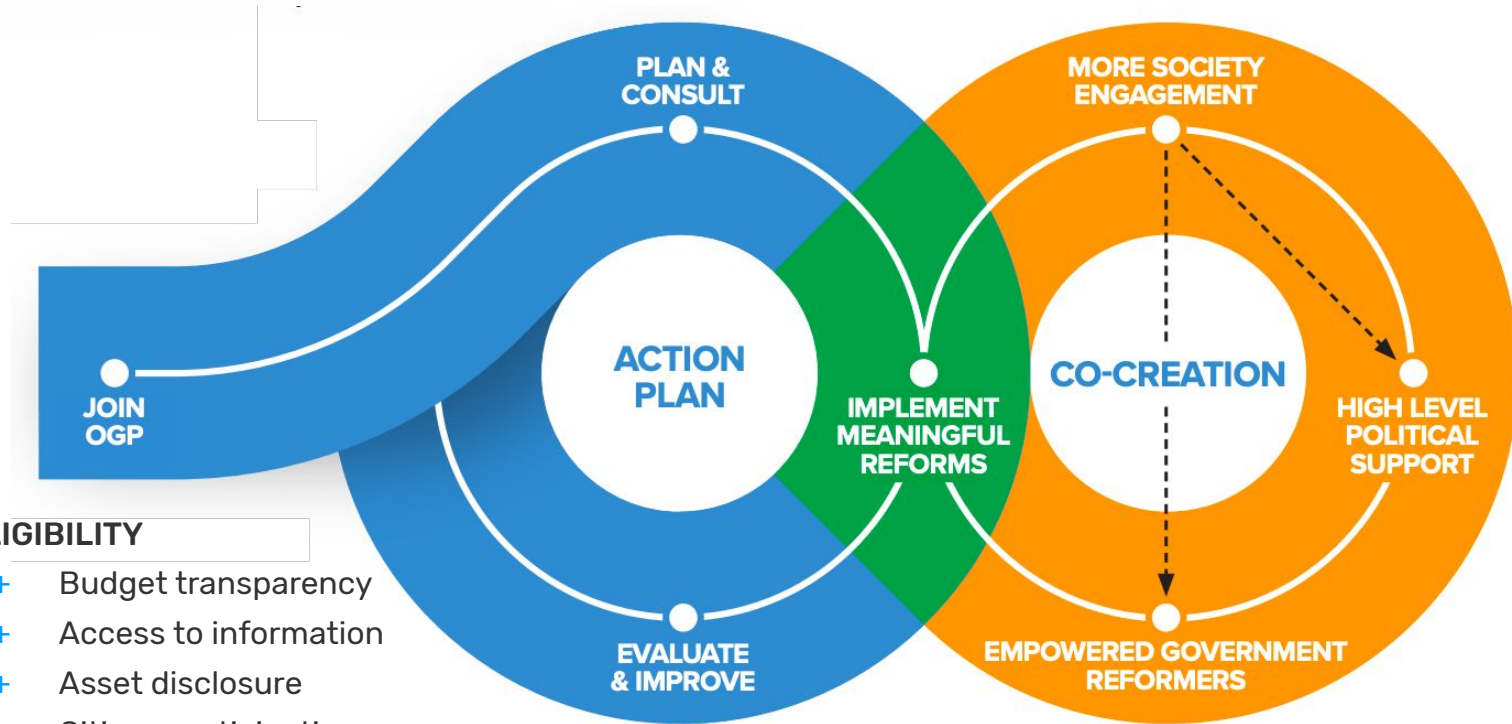 PLAN &
CONSULT
MORE SOCIETY
ENGAGEMENT
JOIN
OGP
ACTION
PLAN
IMPLEMENT
MEANINGFUL
REFORMS
CO-CREATION
HIGH LEVEL
POLITICAL
SUPPORT
EVALUATE
& IMPROVE
EMPOWERED GOVERNMENT
REFORMERS
IGIBILITY
+ Budget transparency
+ Access to information
+ Asset disclosure